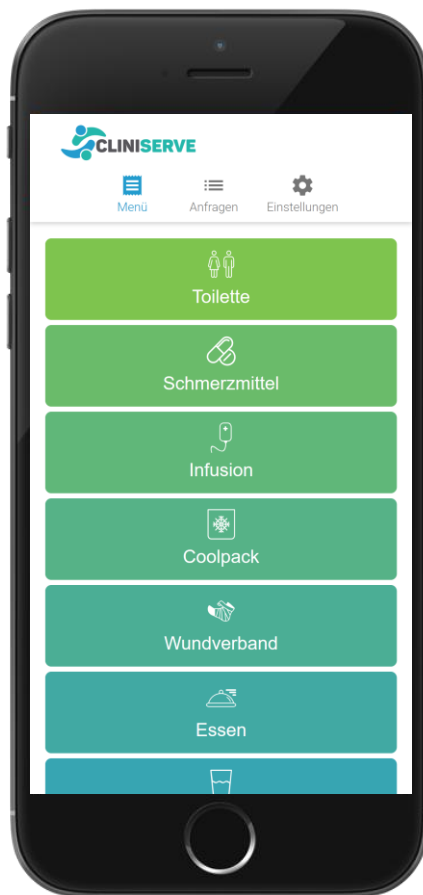 CLINISERVE
Menü Anfragen Einstellungen
Toilette
Schmerzmittel
Infusion
Coolpack
Wundverband
Essen